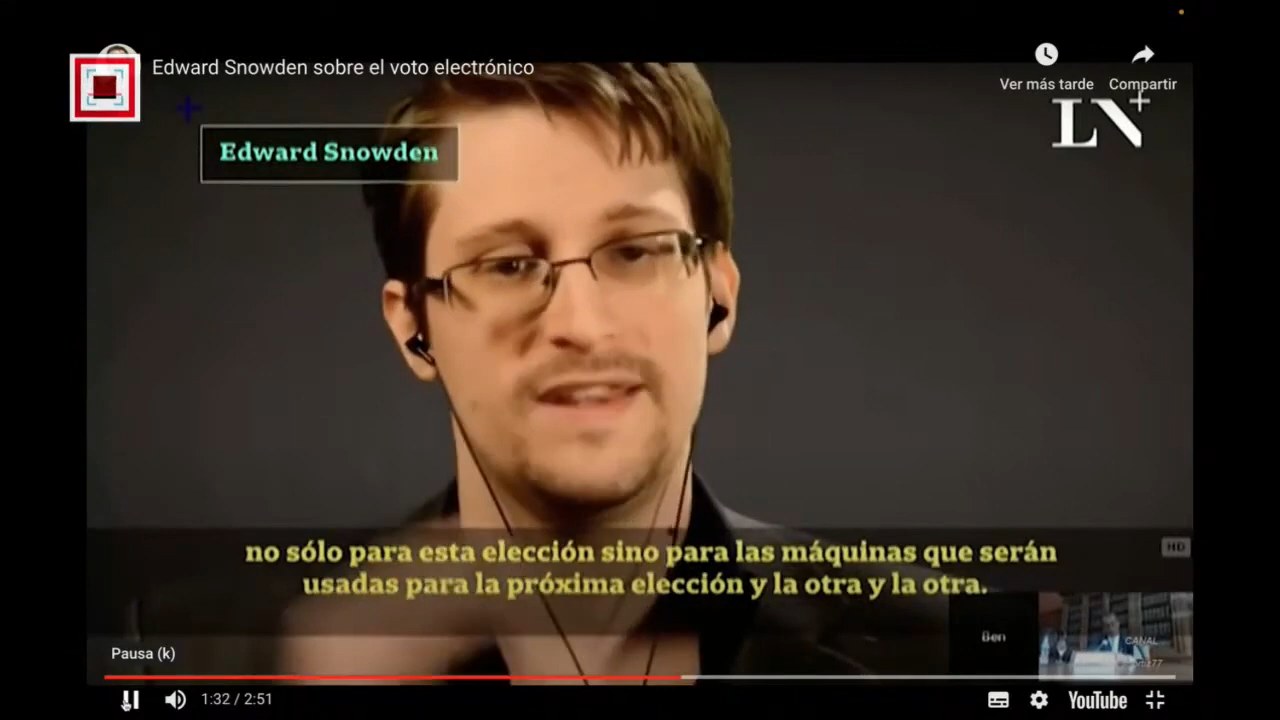 Edward Snowden sobre el voto electrónico
Ver más tarde
Compartir
LN+
Edward Snowden
no sólo para esta elección sino para las máquinas que serán
usadas para la próxima elección y la otra y la otra.
HD
Ben
CANAL
Pausa (k)
1:32 / 2:51
YouTube